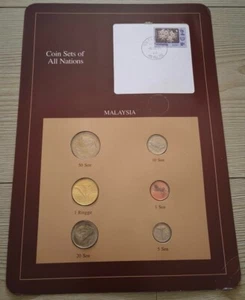 Coin Sets of
All Nations
MALAYSIA
50 Sen
10 Sen
1 Ringgit
1 Sen
20 Sen
5 Sen